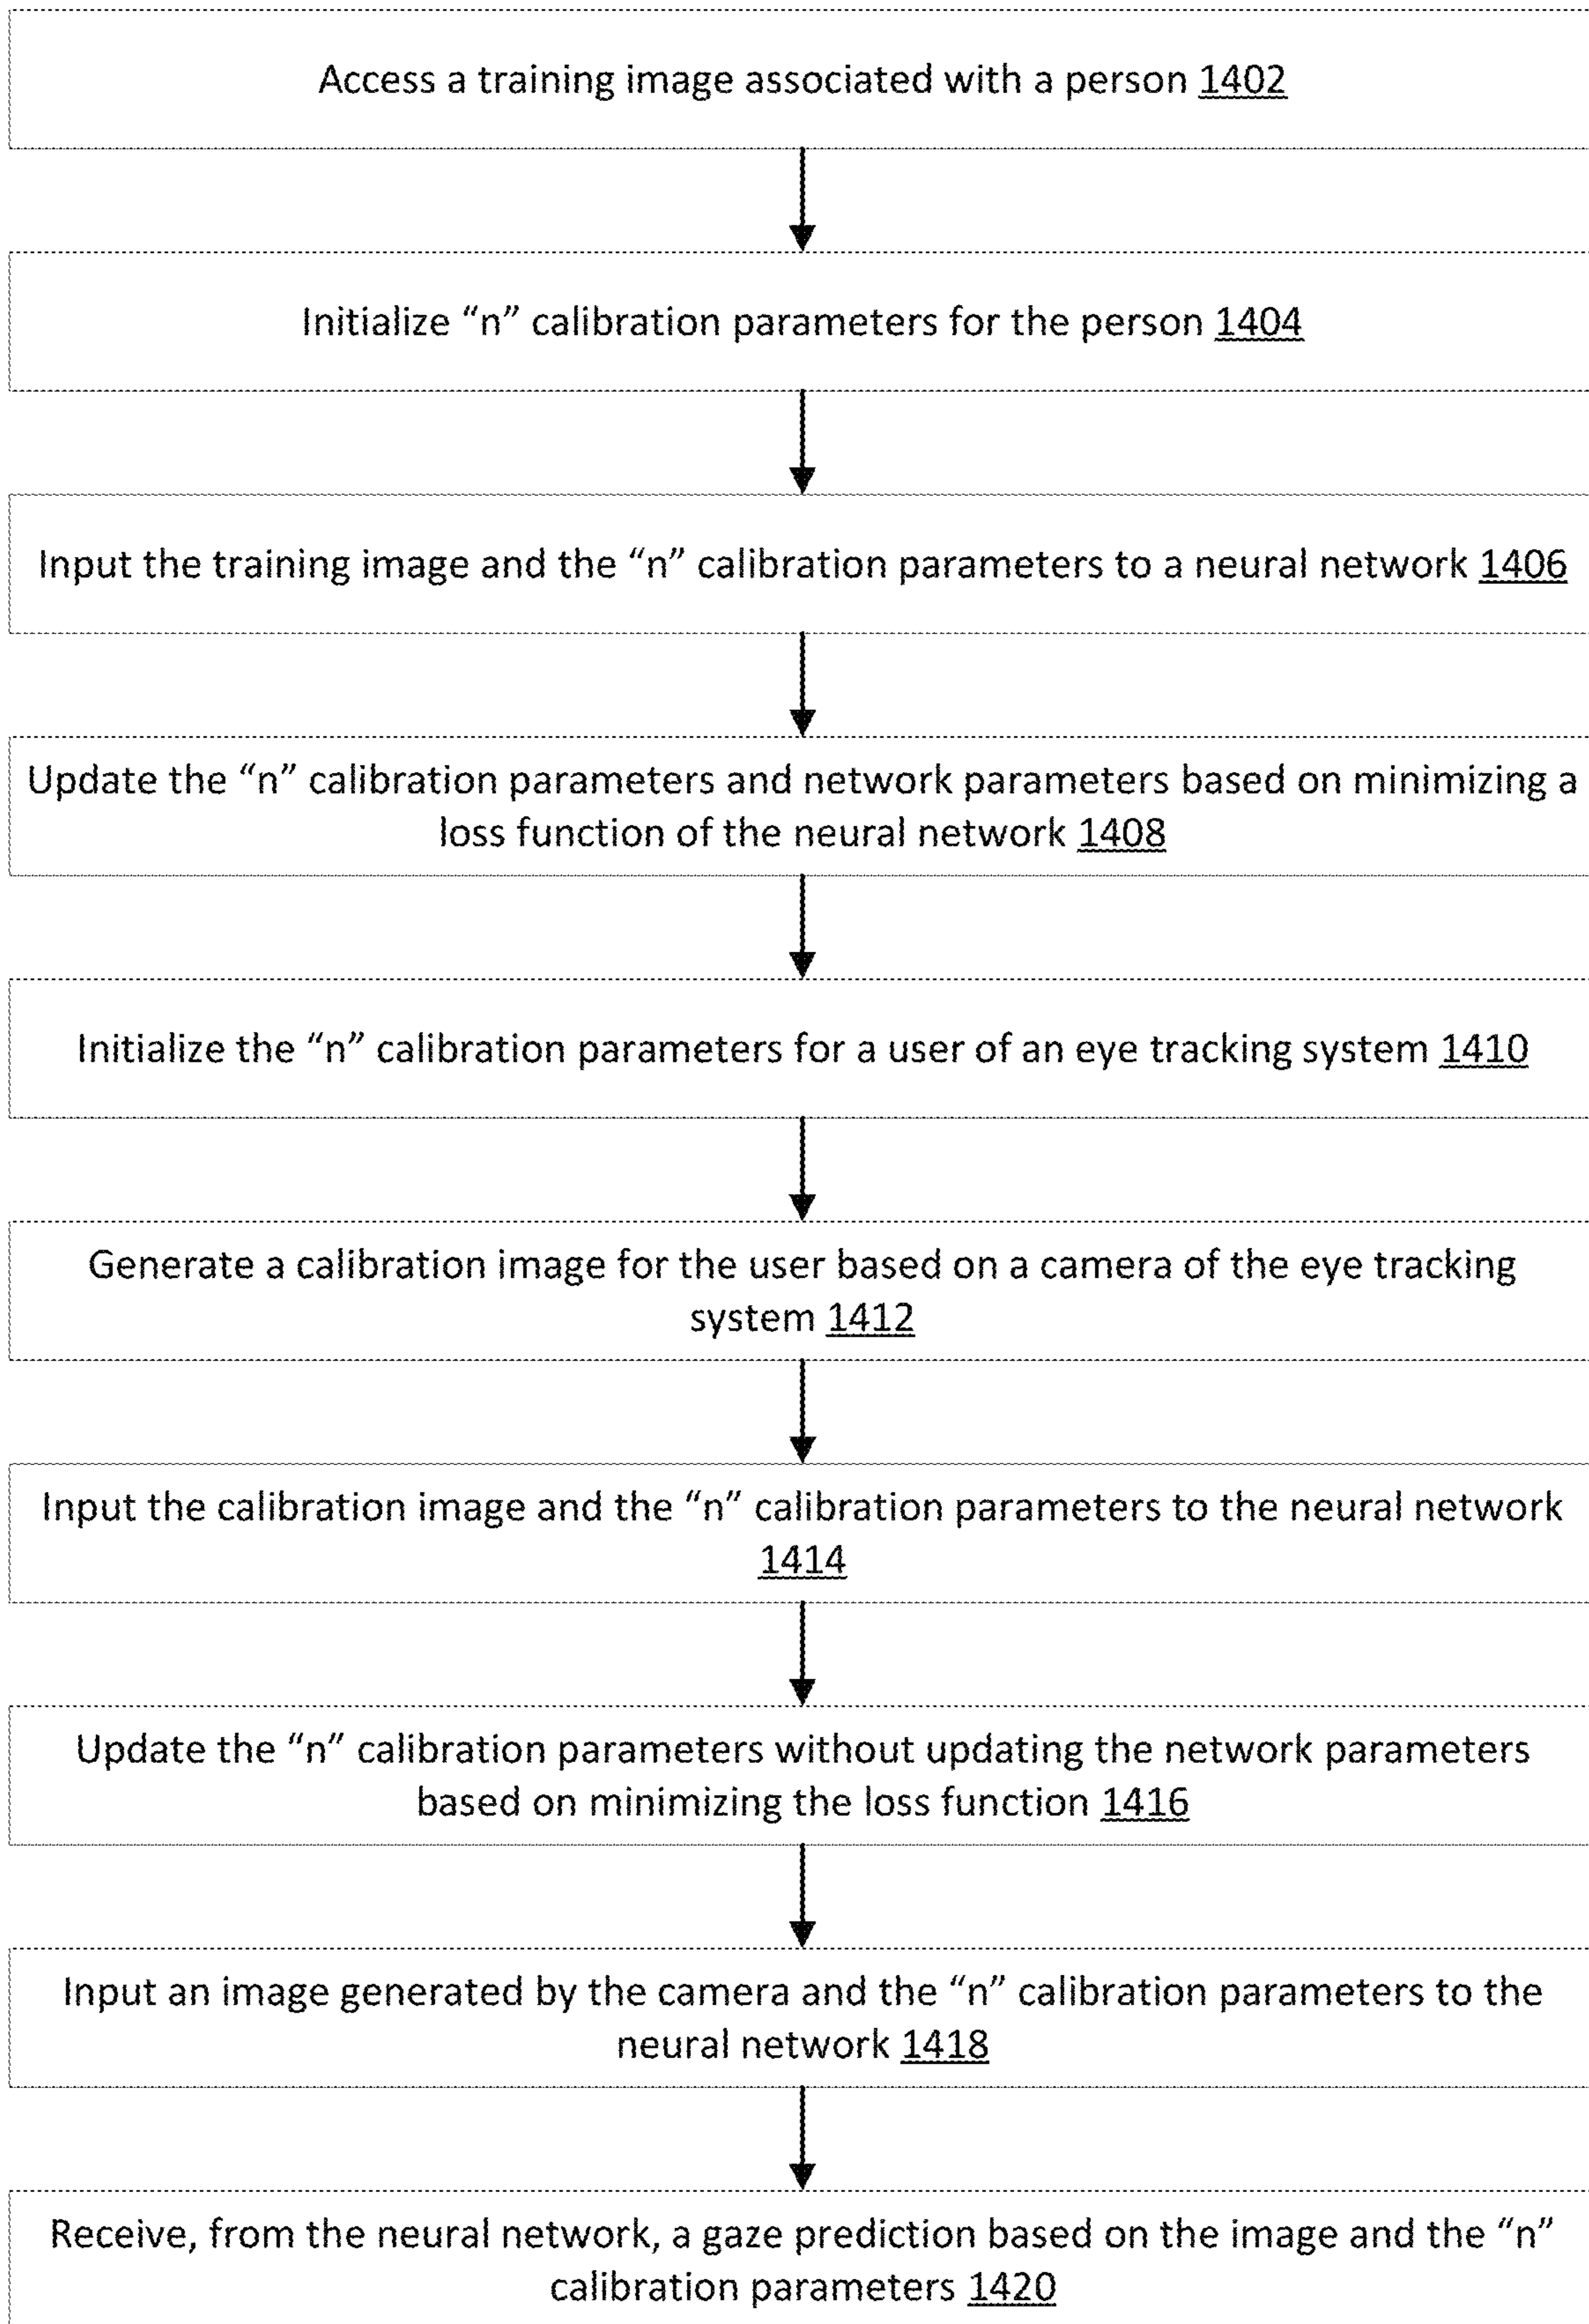 Access a training image associated with a person 1402
Initialize “n” calibration parameters for the person 1404
Input the training image and the “n” calibration parameters to a neural network 1406
Update the “n” calibration parameters and network parameters based on minimizing a
loss function of the neural network 1408
Initialize the “n” calibration parameters for a user of an eye tracking system 1410
Generate a calibration image for the user based on a camera of the eye tracking
system 1412
Input the calibration image and the “n” calibration parameters to the neural network
1414
Update the “n” calibration parameters without updating the network parameters
based on minimizing the loss function 1416
Input an image generated by the camera and the “n” calibration parameters to the
neural network 1418
Receive, from the neural network, a gaze prediction based on the image and the “n”
calibration parameters 1420